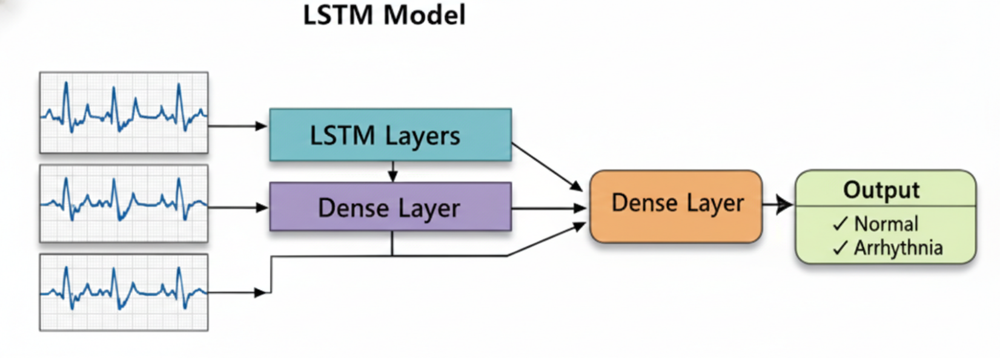 LSTM Model
LSTM Layers
Dense Layer
Dense Layer
Output
✓ Normal
✓ Arrhythnia